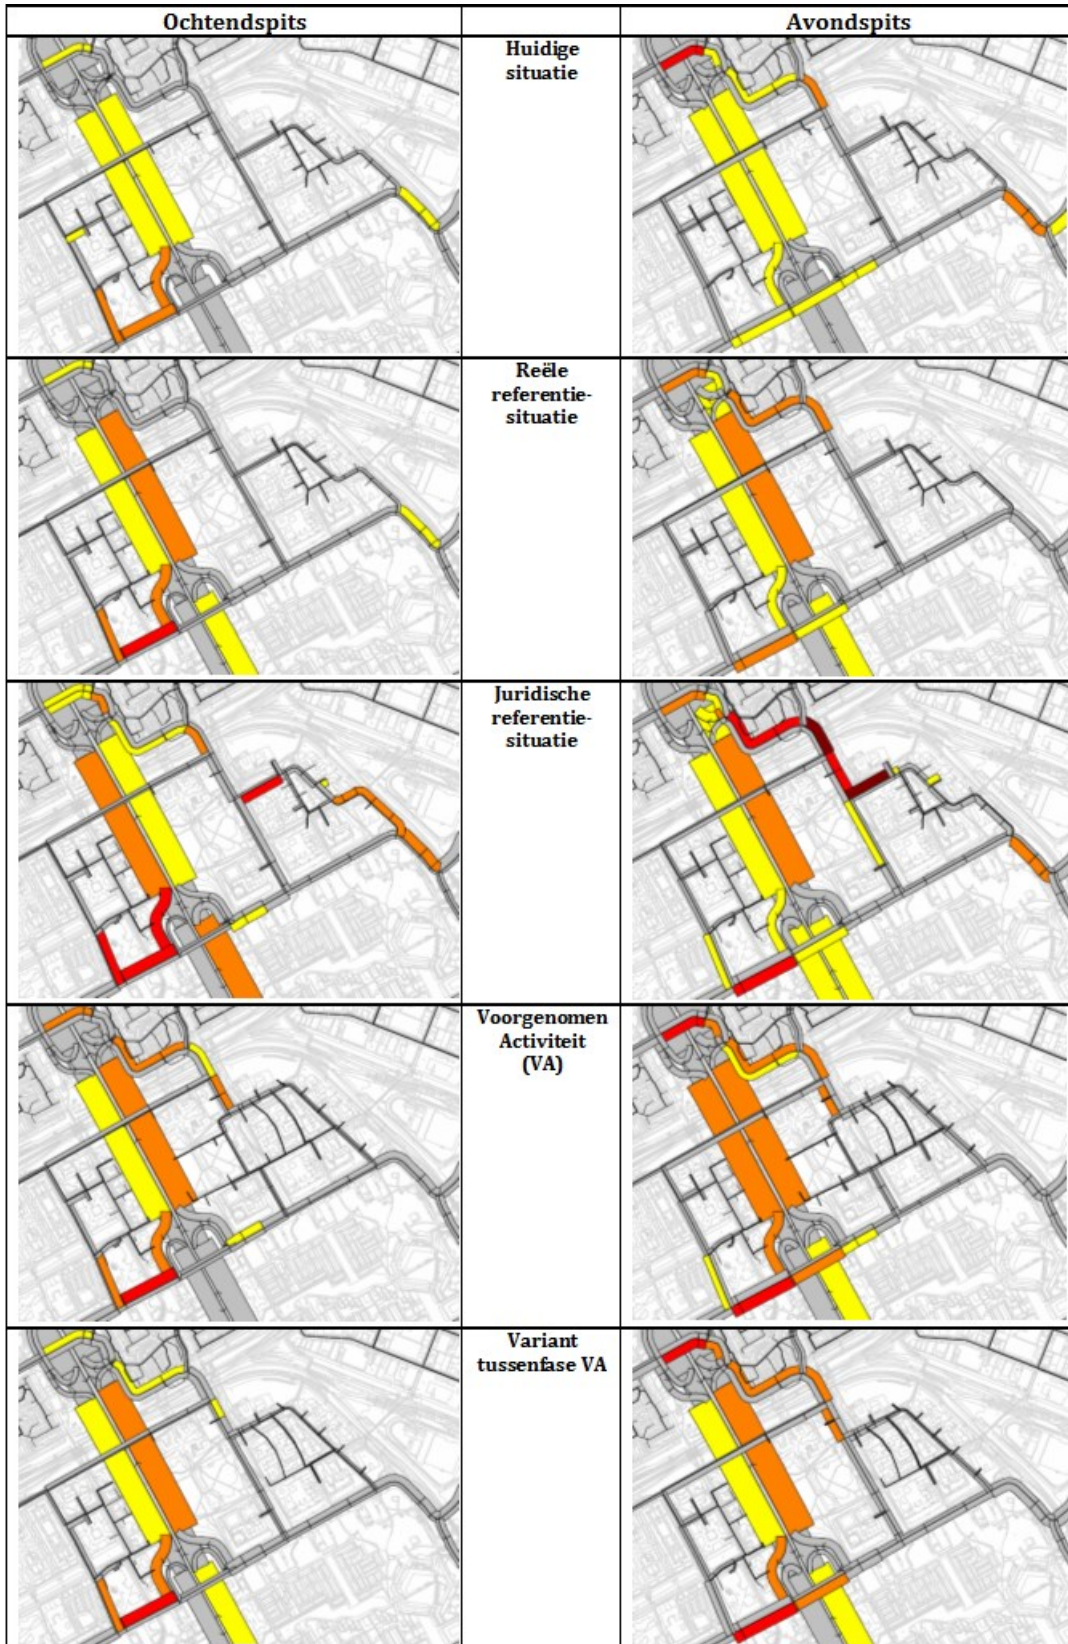 Ochtendspits
Avondspits
Huidige
situatie
Reële
referentie-
situatie
Juridische
referentie-
situatie
Voorgenomen
Activiteit
(VA)
Variant
tussenfase VA